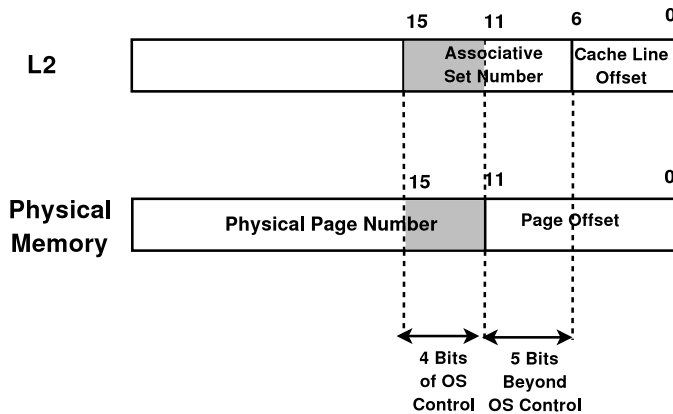 15 11 6 0
L2
Associative
Set Number
Cache Line
Offset
15 11 0
Physical
Memory
Physical Page Number
Page Offset
4 Bits
of OS
Control
5 Bits
Beyond
OS Control